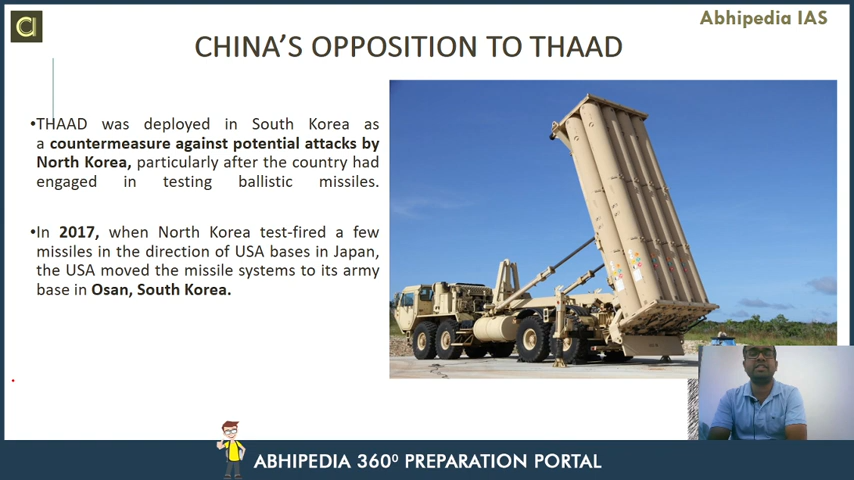 Abhipedia IAS
CHINA’S OPPOSITION TO THAAD
•THAAD was deployed in South Korea as
a countermeasure against potential attacks by
North Korea, particularly after the country had
engaged in testing ballistic missiles.
•In 2017, when North Korea test-fired a few
missiles in the direction of USA bases in Japan,
the USA moved the missile systems to its army
base in Osan, South Korea.
ABHIPEDIA 360⁰ PREPARATION PORTAL